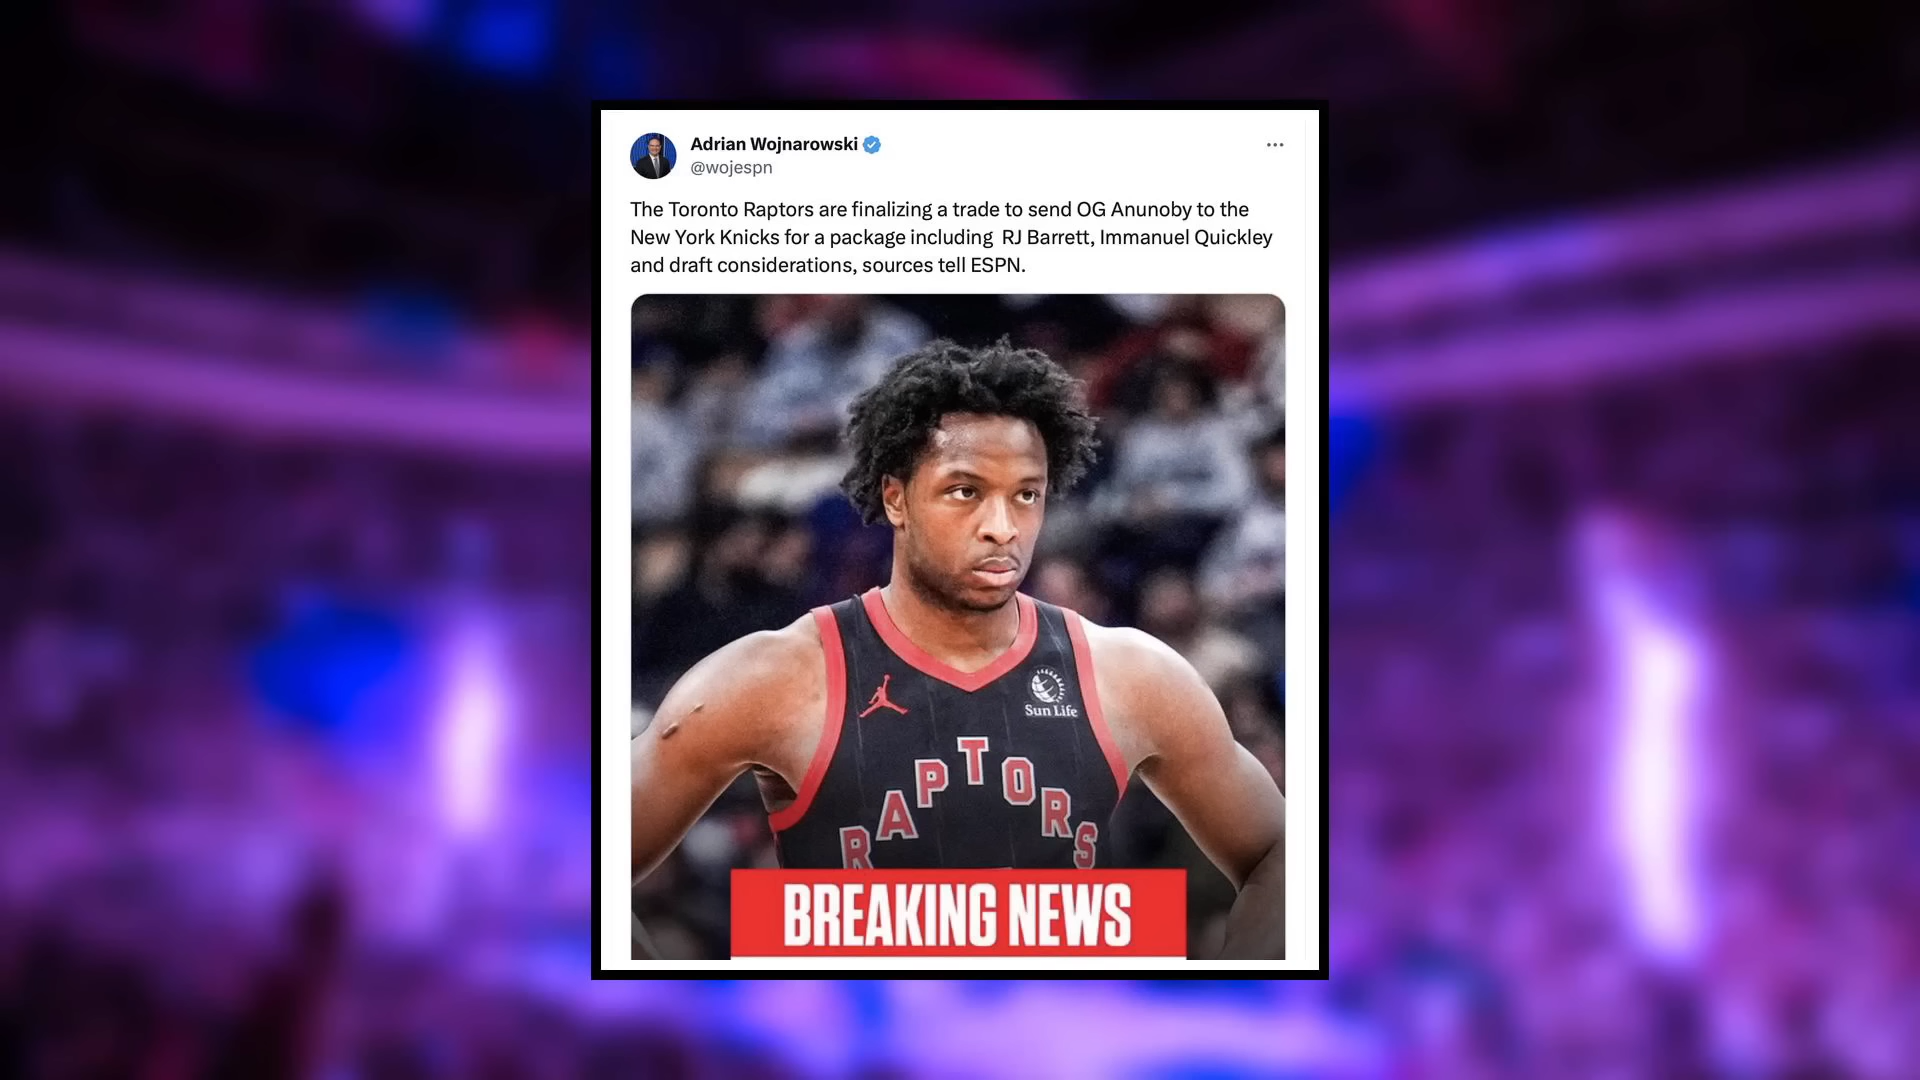 Adrian Wojnarowski
@wojespn
The Toronto Raptors are finalizing a trade to send OG Anunoby to the
New York Knicks for a package including  RJ Barrett, Immanuel Quickley
and draft considerations, sources tell ESPN.
Sun Life
RAPTORS
BREAKING NEWS